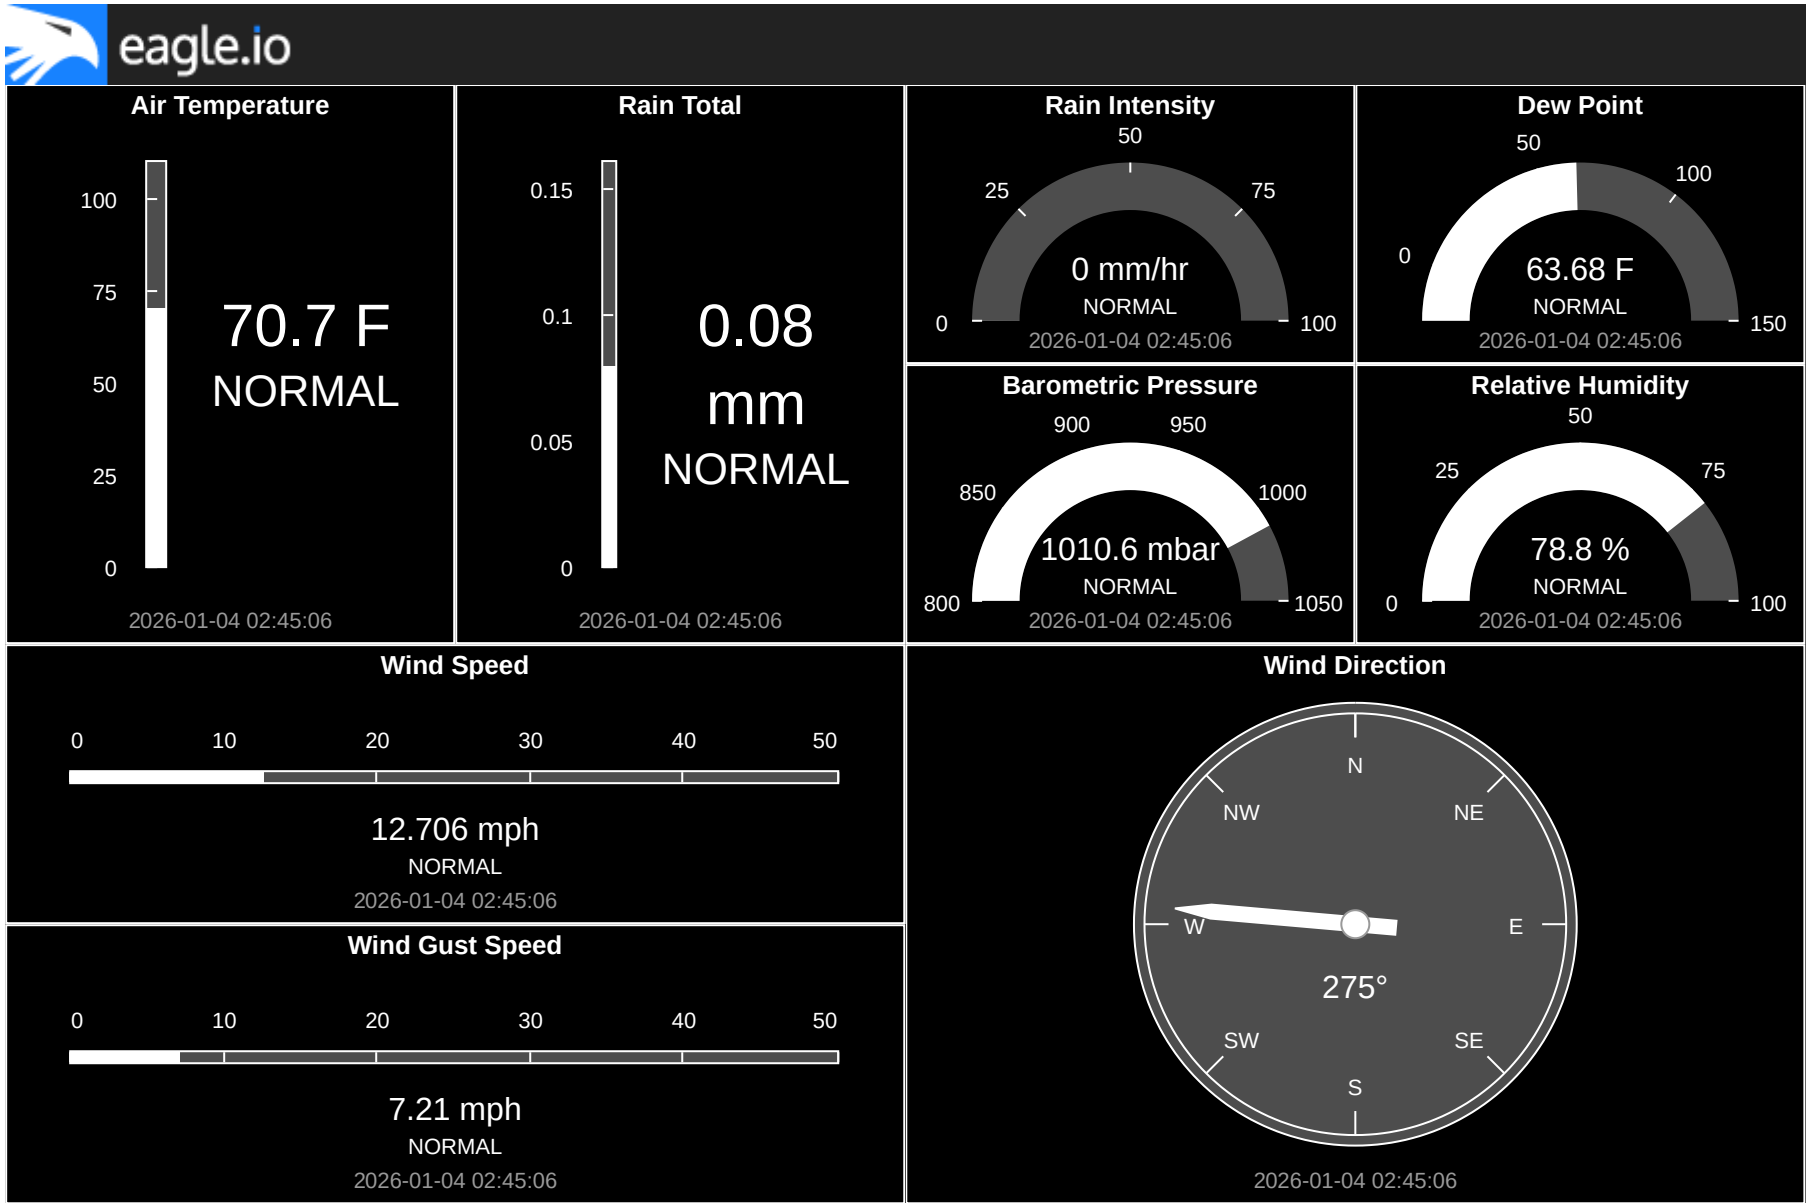 eagle.io
Air Temperature
100
75
50
25
0
70.7 F
NORMAL
2026-01-04 02:45:06
Rain Total
0.15
0.1
0.05
0
0.08
mm
NORMAL
2026-01-04 02:45:06
Rain Intensity
0
25
50
75
100
0 mm/hr
NORMAL
2026-01-04 02:45:06
Dew Point
0
50
100
150
63.68 F
NORMAL
2026-01-04 02:45:06
Barometric Pressure
800
850
900
950
1000
1050
1010.6 mbar
NORMAL
2026-01-04 02:45:06
Relative Humidity
0
25
50
75
100
78.8 %
NORMAL
2026-01-04 02:45:06
Wind Speed
0 10 20 30 40 50
12.706 mph
NORMAL
2026-01-04 02:45:06
Wind Gust Speed
0 10 20 30 40 50
7.21 mph
NORMAL
2026-01-04 02:45:06
Wind Direction
N
NW NE
W E
275°
SW SE
S
2026-01-04 02:45:06